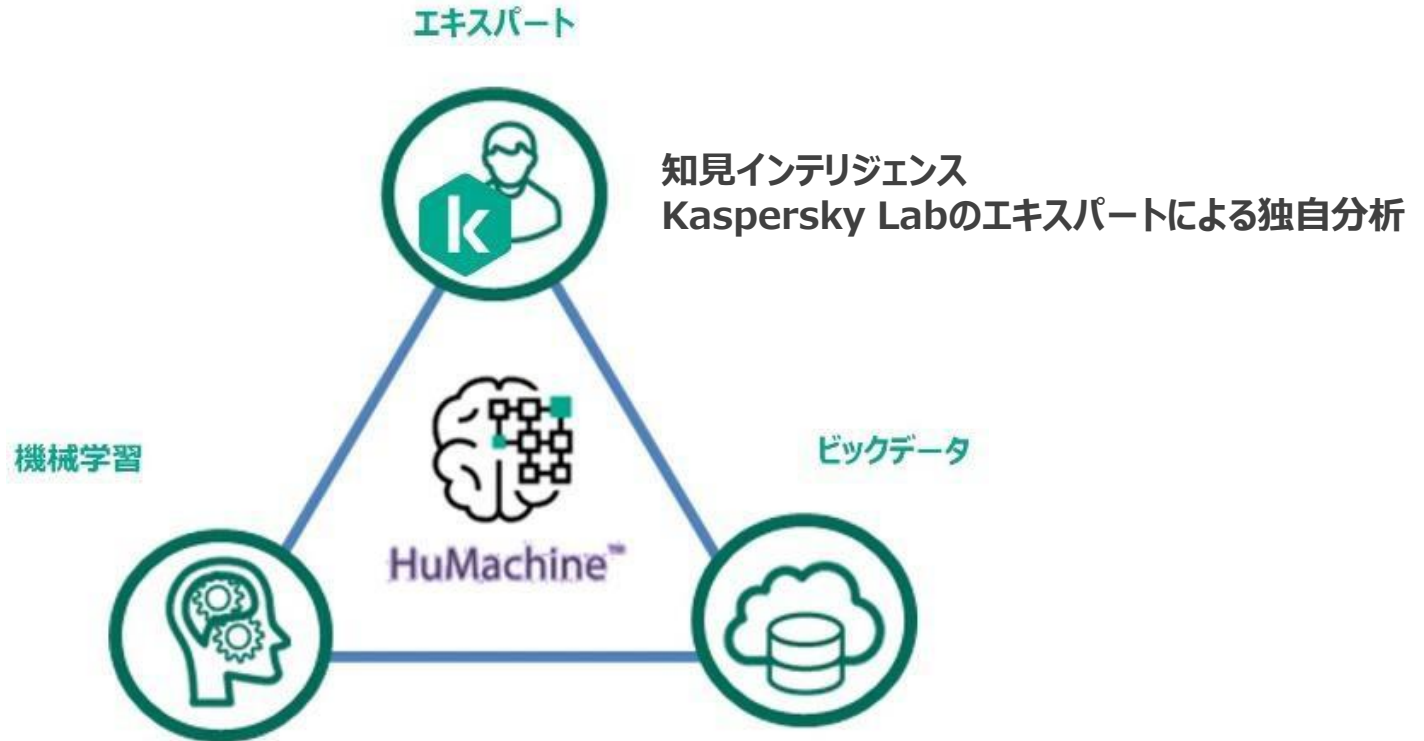 エキスパート
k
知見インテリジェンス
Kaspersky Labのエキスパートによる独自分析
機械学習
ビックデータ
HuMachine™